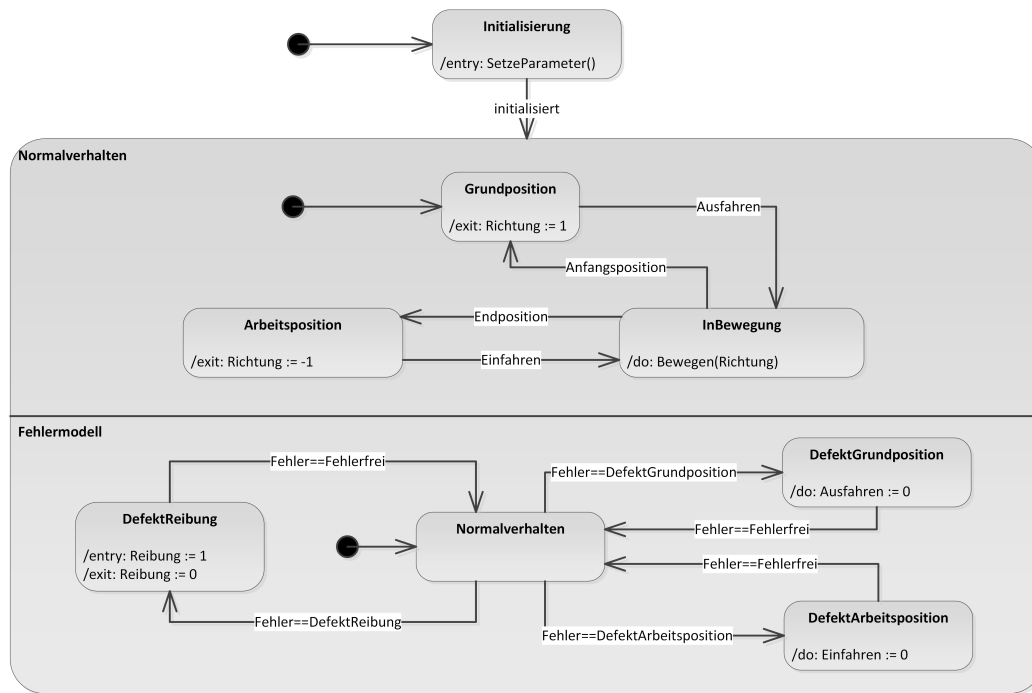 Initialisierung
/entry: SetzeParameter()
initialisiert
Normalverhalten
Grundposition
/exit: Richtung := 1
Ausfahren
Anfangsposition
Arbeitsposition
/exit: Richtung := -1
Endposition
Einfahren
InBewegung
/do: Bewegen(Richtung)
Fehlermodell
Fehler==Fehlerfrei
DefektReibung
/entry: Reibung := 1
/exit: Reibung := 0
Fehler==DefektReibung
Normalverhalten
Fehler==DefektGrundposition
DefektGrundposition
/do: Ausfahren := 0
Fehler==Fehlerfrei
Fehler==Fehlerfrei
Fehler==DefektArbeitsposition
DefektArbeitsposition
/do: Einfahren := 0